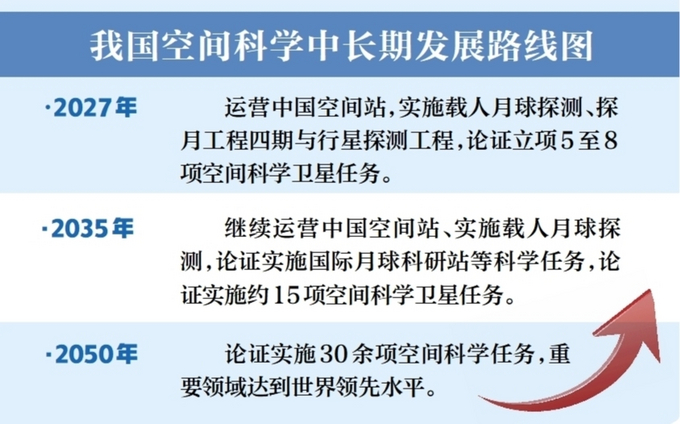 我国空间科学中长期发展路线图
·2027年
运营中国空间站,实施载人月球探测、探
月工程四期与行星探测工程,论证立项5至8
项空间科学卫星任务。
·2035年
继续运营中国空间站、实施载人月球探
测,论证实施国际月球科研站等科学任务,论
证实施约15项空间科学卫星任务。
·2050年
论证实施30余项空间科学任务,重
要领域达到世界领先水平。